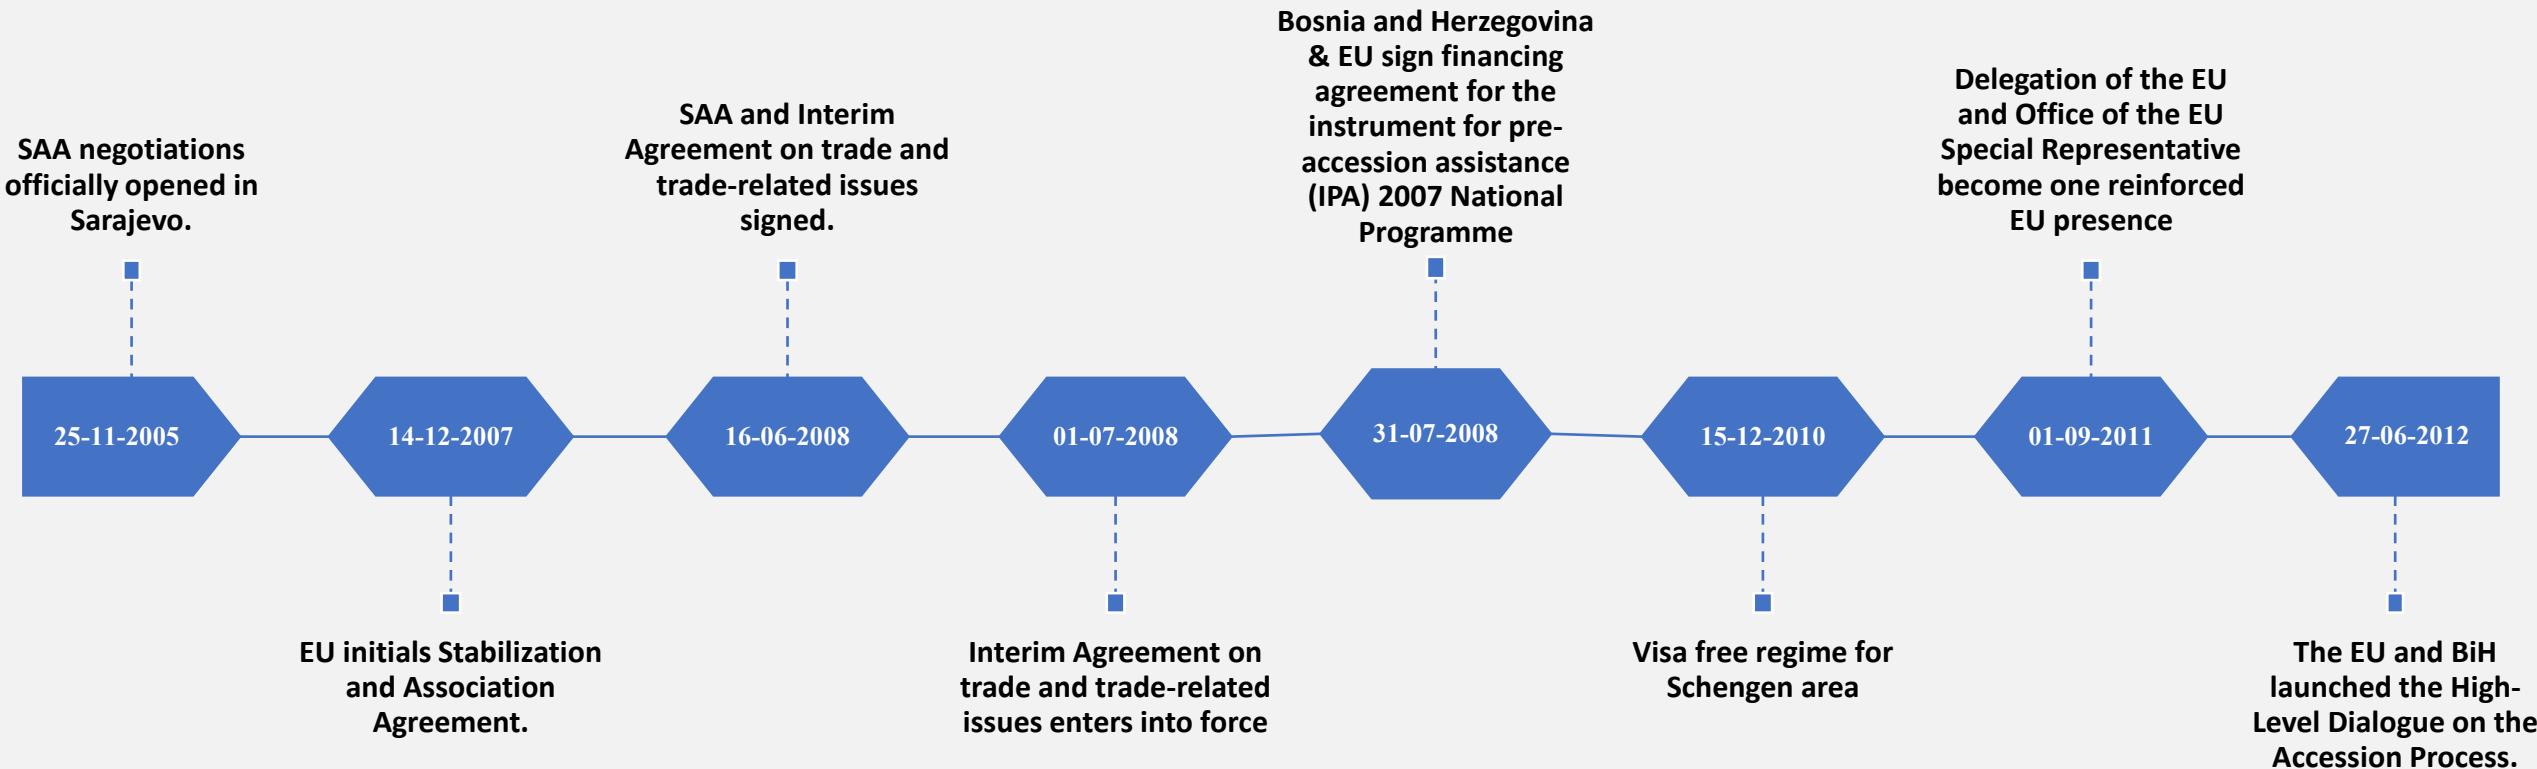 SAA negotiations
officially opened in
Sarajevo.
SAA and Interim
Agreement on trade and
trade-related issues
signed.
Bosnia and Herzegovina
& EU sign financing
agreement for the
instrument for pre-
accession assistance
(IPA) 2007 National
Programme
Delegation of the EU
and Office of the EU
Special Representative
become one reinforced
EU presence
25-11-2005
14-12-2007
16-06-2008
01-07-2008
31-07-2008
15-12-2010
01-09-2011
27-06-2012
EU initials Stabilization
and Association
Agreement.
Interim Agreement on
trade and trade-related
issues enters into force
Visa free regime for
Schengen area
The EU and BiH
launched the High-
Level Dialogue on the
Accession Process.